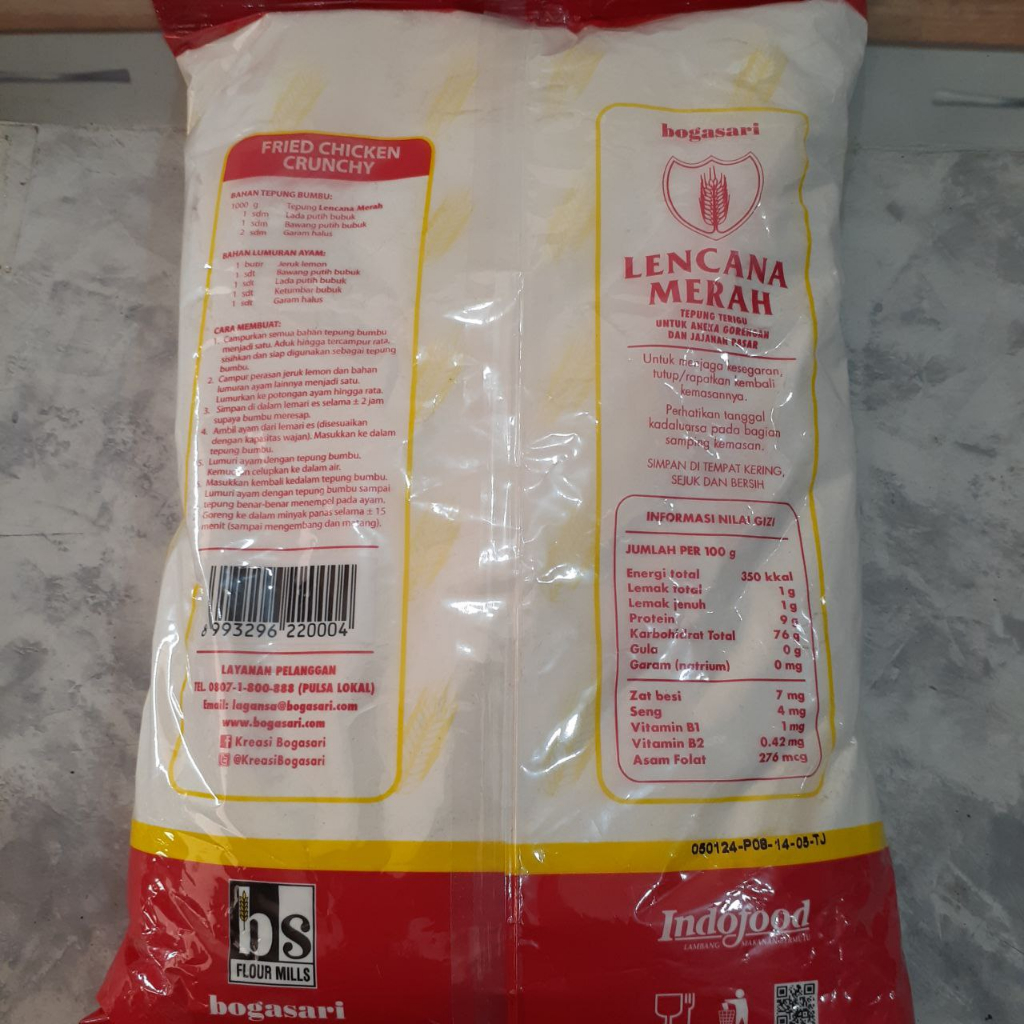 FRIED CHICKEN
CRUNCHY
BAHAN TEPUNG BUMBU:
1000 g Tepung Lencana Merah
1 sdm Lada putih bubuk
1 sdm Bawang putih bubuk
2 sdm Garam halus
BAHAN LUMURAN AYAM:
1 butir Jeruk lemon
1 sdt Bawang putih bubuk
1 sdt Lada putih bubuk
1 sdt Ketumbar bubuk
1 sdt Garam halus
CARA MEMBUAT:
1. Campurkan semua bahan tepung bumbu
menjadi satu. Aduk hingga tercampur rata,
sisihkan dan siap digunakan sebagai tepung
bumbu.
2. Campur perasan jeruk lemon dan bahan
lumuran ayam lainnya menjadi satu.
Lumurkan ke potongan ayam hingga rata.
3. Simpan di dalam lemari es selama ± 2 jam
supaya bumbu meresap.
4. Ambil ayam dari lemari es (disesuaikan
dengan kapasitas wajan). Masukkan ke dalam
tepung bumbu.
5. Lumuri ayam dengan tepung bumbu.
Kemudian celupkan ke dalam air.
Masukkan kembali kedalam tepung bumbu.
Lumuri ayam dengan tepung bumbu sampai
tepung benar-benar menempel pada ayam.
Goreng ke dalam minyak panas selama ± 15
menit (sampai mengembang dan matang).
8 993296 220004
LAYANAN PELANGGAN
TEL. 0807-1-800-888 (PULSA LOKAL)
Email: lagansa@bogasari.com
www.bogasari.com
Kreasi Bogasari
@KreasiBogasari
bs
FLOUR MILLS
bogasari
bogasari
LENCANA
MERAH
TEPUNG TERIGU
UNTUK ANEKA GORENGAN
DAN JAJANAN PASAR
Untuk menjaga kesegaran,
tutup/rapatkan kembali
kemasannya.
Perhatikan tanggal
kadaluarsa pada bagian
samping kemasan.
SIMPAN DI TEMPAT KERING,
SEJUK DAN BERSIH
INFORMASI NILAI GIZI
JUMLAH PER 100 g
Energi total 350 kkal
Lemak total 1 g
Lemak jenuh 1 g
Protein 9 g
Karbohidrat Total 76 g
Gula 0 g
Garam (natrium) 0 mg
Zat besi 7 mg
Seng 4 mg
Vitamin B1 1 mg
Vitamin B2 0.42 mg
Asam Folat 276 mcg
050124-P08-14-05-TJ
Indofood
LAMBANG MAKANAN BERMUTU